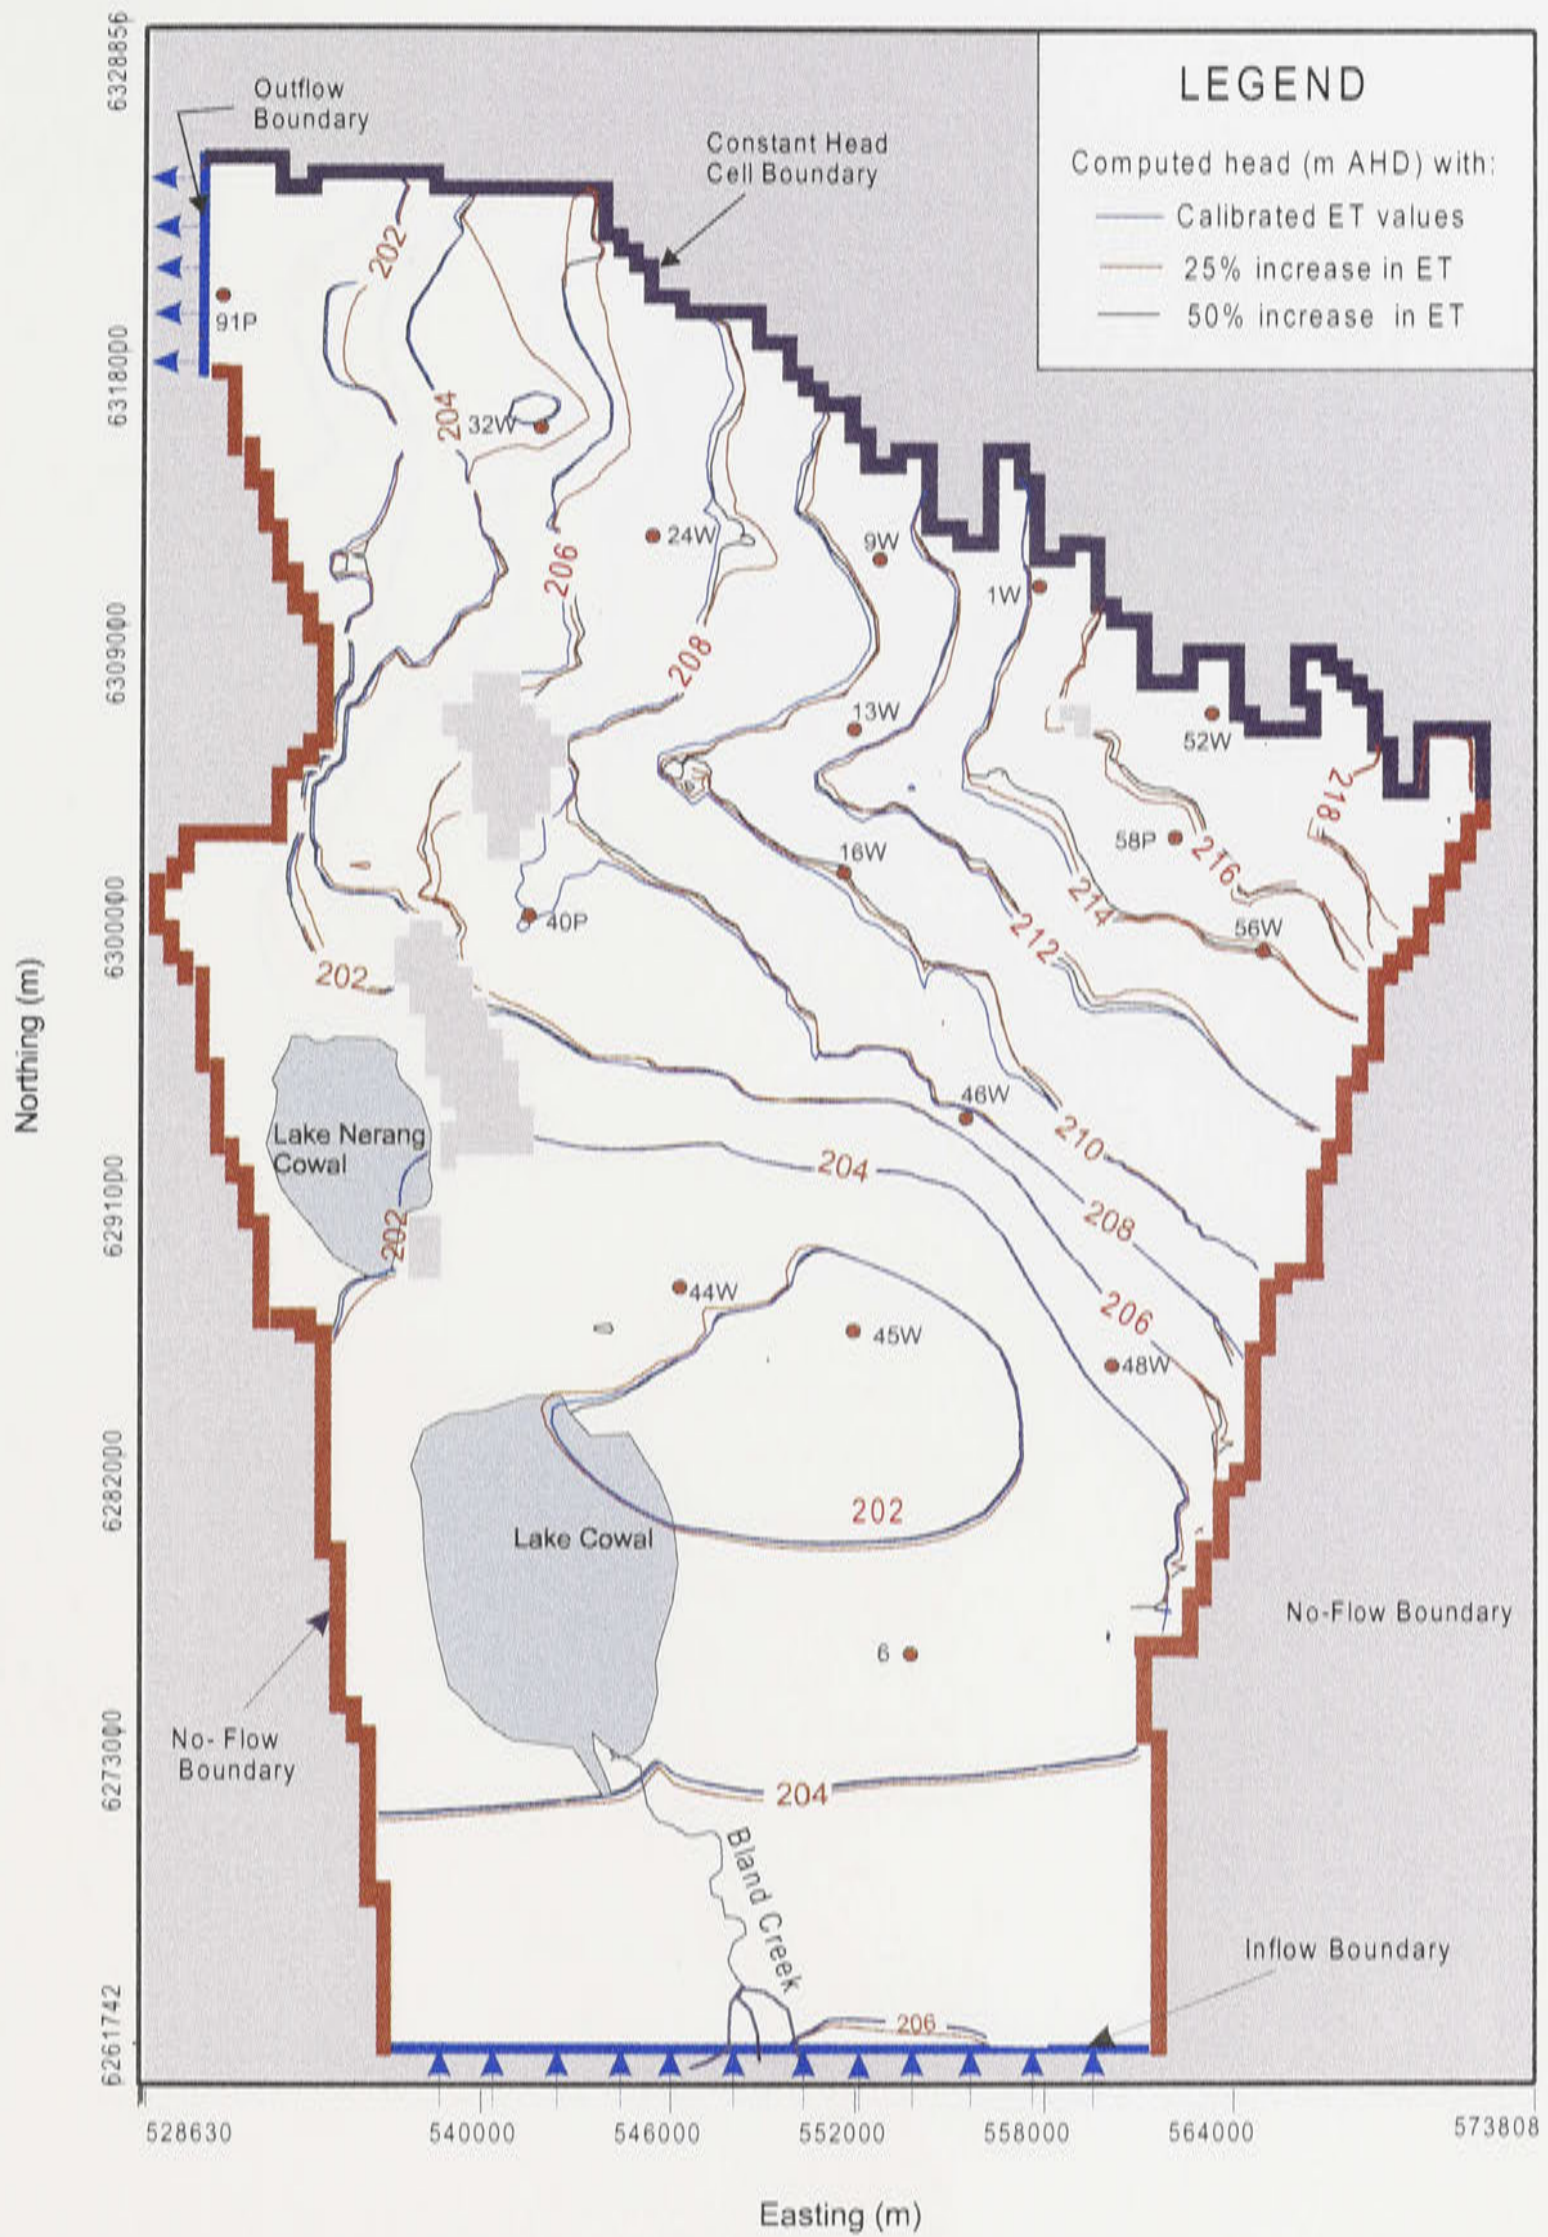 6328856
6318000
6309000
6300000
6291000
6282000
6273000
6261742
Northing (m)
Outflow
Boundary
Constant Head
Cell Boundary
LEGEND
Computed head (m AHD) with:
Calibrated ET values
25% increase in ET
50% increase in ET
202
91P
204
32W
206
24W
9W
1W
208
13W
52W
218
58P
216
16W
214
56W
40P
212
202
46W
210
Lake Nerang
Cowal
204
208
202
44W
206
45W
48W
202
Lake Cowal
No-Flow Boundary
6
No- Flow
Boundary
204
Bland Creek
Inflow Boundary
206
528630
540000
546000
552000
558000
564000
573808
Easting (m)